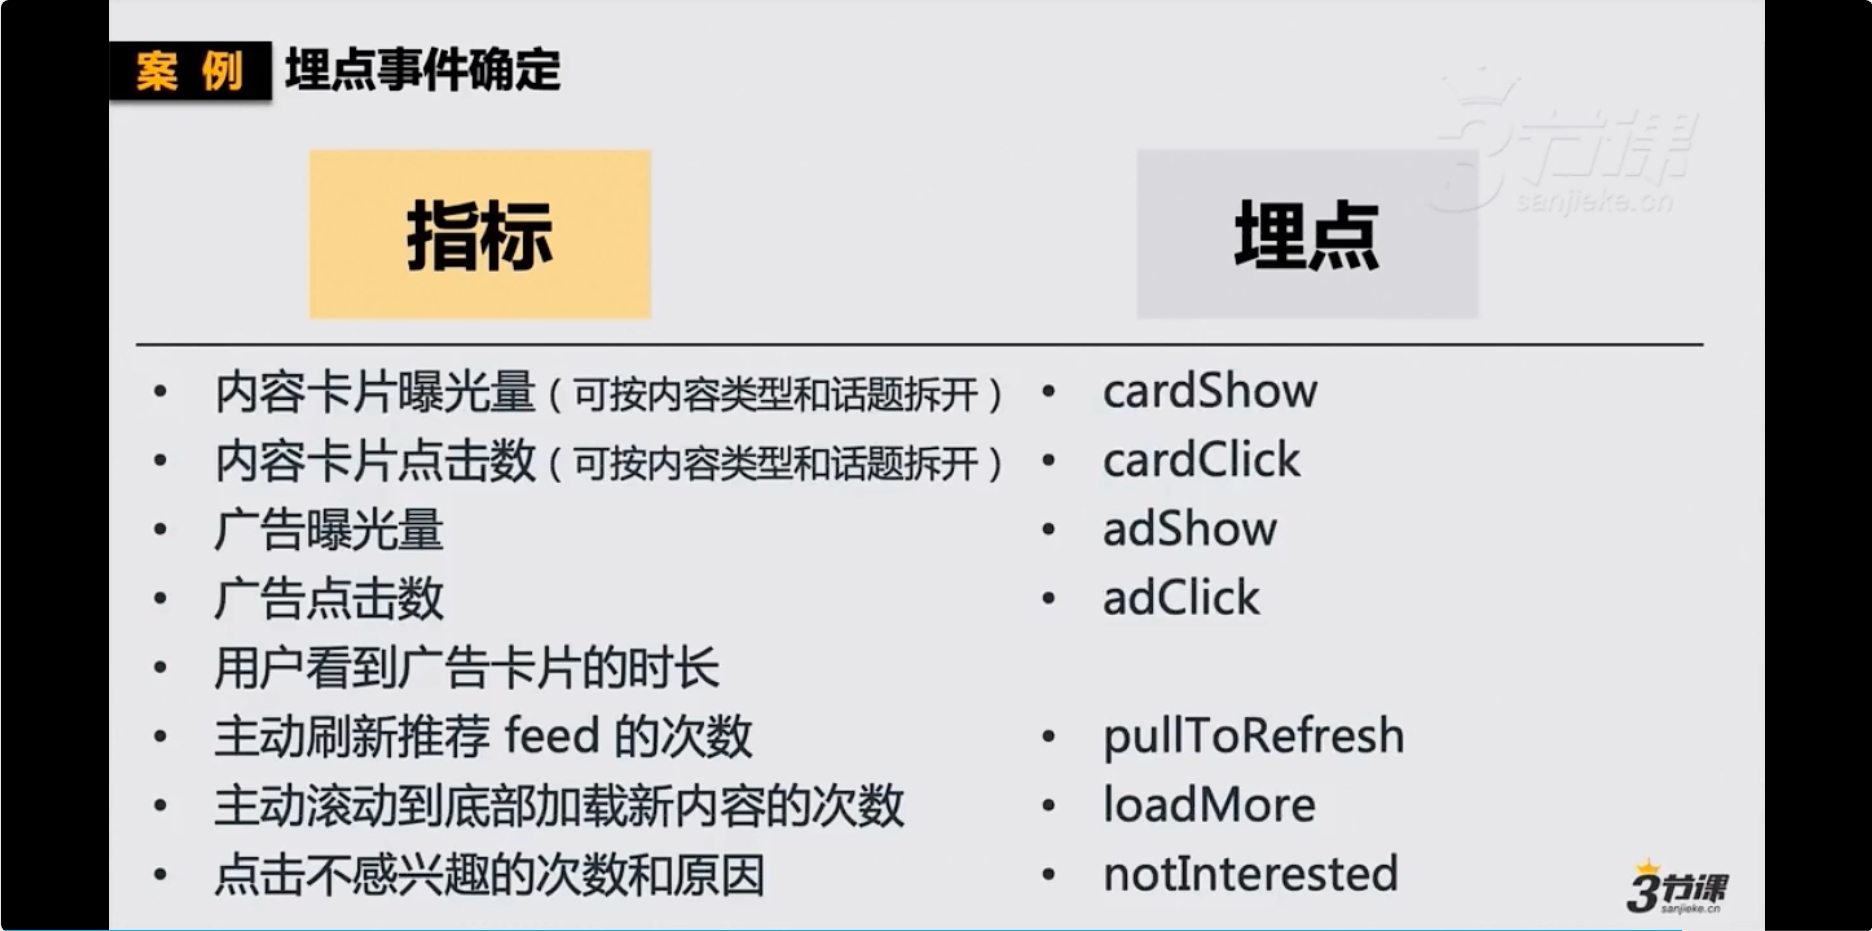 案 例 埋点事件确定
3节课
sanjieke.cn
指标 埋点
• 内容卡片曝光量(可按内容类型和话题拆开) • cardShow
• 内容卡片点击数(可按内容类型和话题拆开) • cardClick
• 广告曝光量 • adShow
• 广告点击数 • adClick
• 用户看到广告卡片的时长
• 主动刷新推荐 feed 的次数 • pullToRefresh
• 主动滚动到底部加载新内容的次数 • loadMore
• 点击不感兴趣的次数和原因 • notInterested
3节课
sanjieke.cn